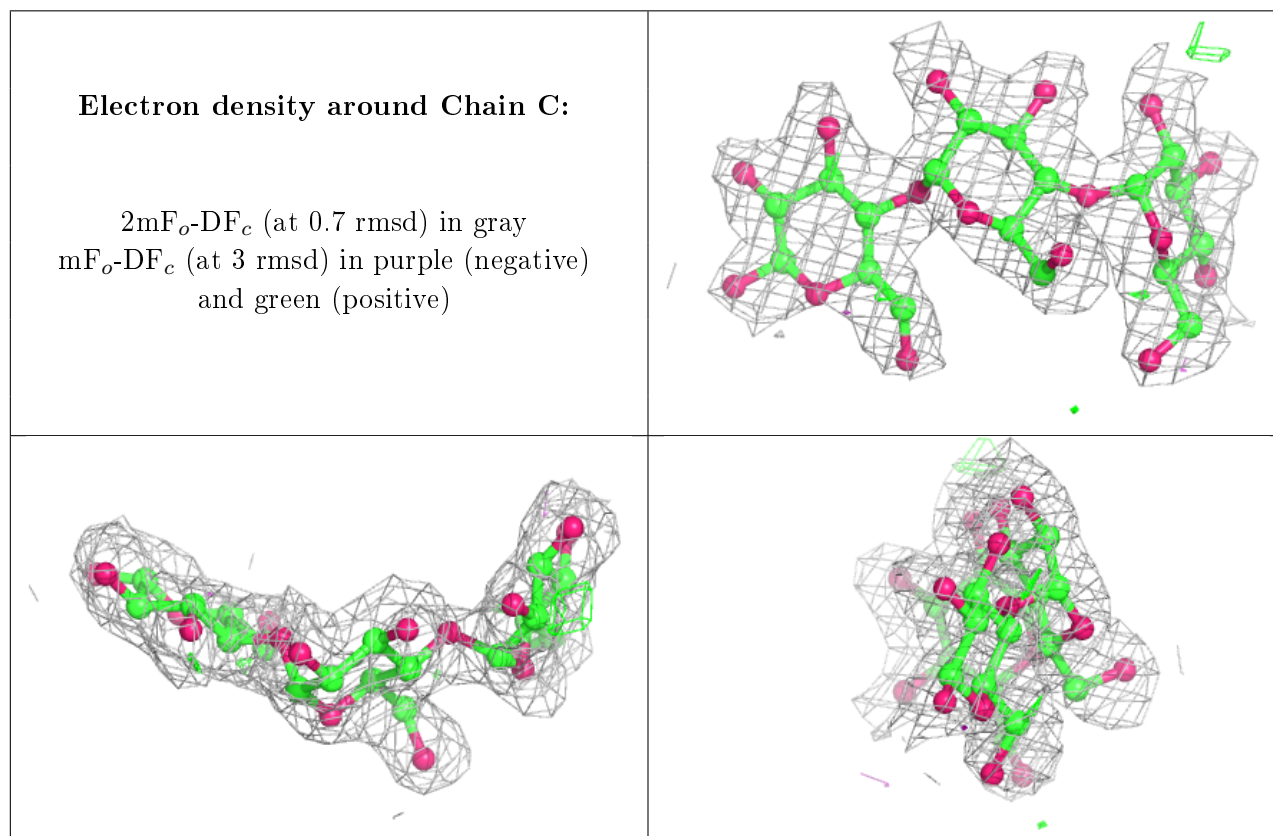 Electron density around Chain C:
2mFo-DFc (at 0.7 rmsd) in gray
mFo-DFc (at 3 rmsd) in purple (negative)
and green (positive)